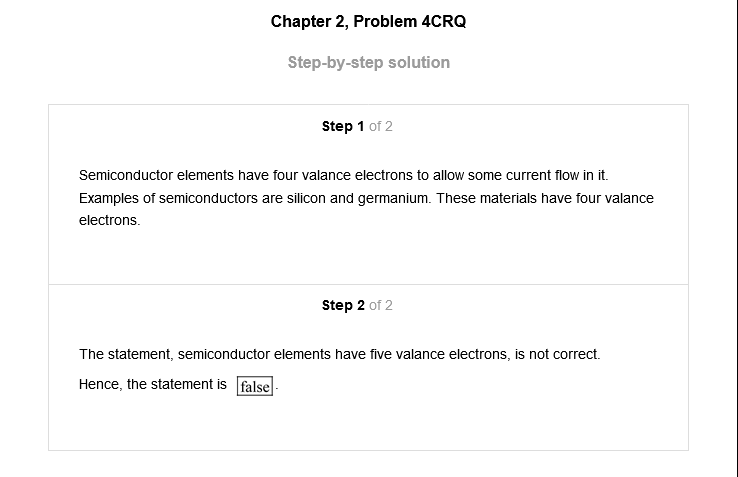 Chapter 2, Problem 4CRQ
Step-by-step solution
Step 1 of 2
Semiconductor elements have four valance electrons to allow some current flow in it.
Examples of semiconductors are silicon and germanium. These materials have four valance
electrons.
Step 2 of 2
The statement, semiconductor elements have five valance electrons, is not correct.
Hence, the statement is false.